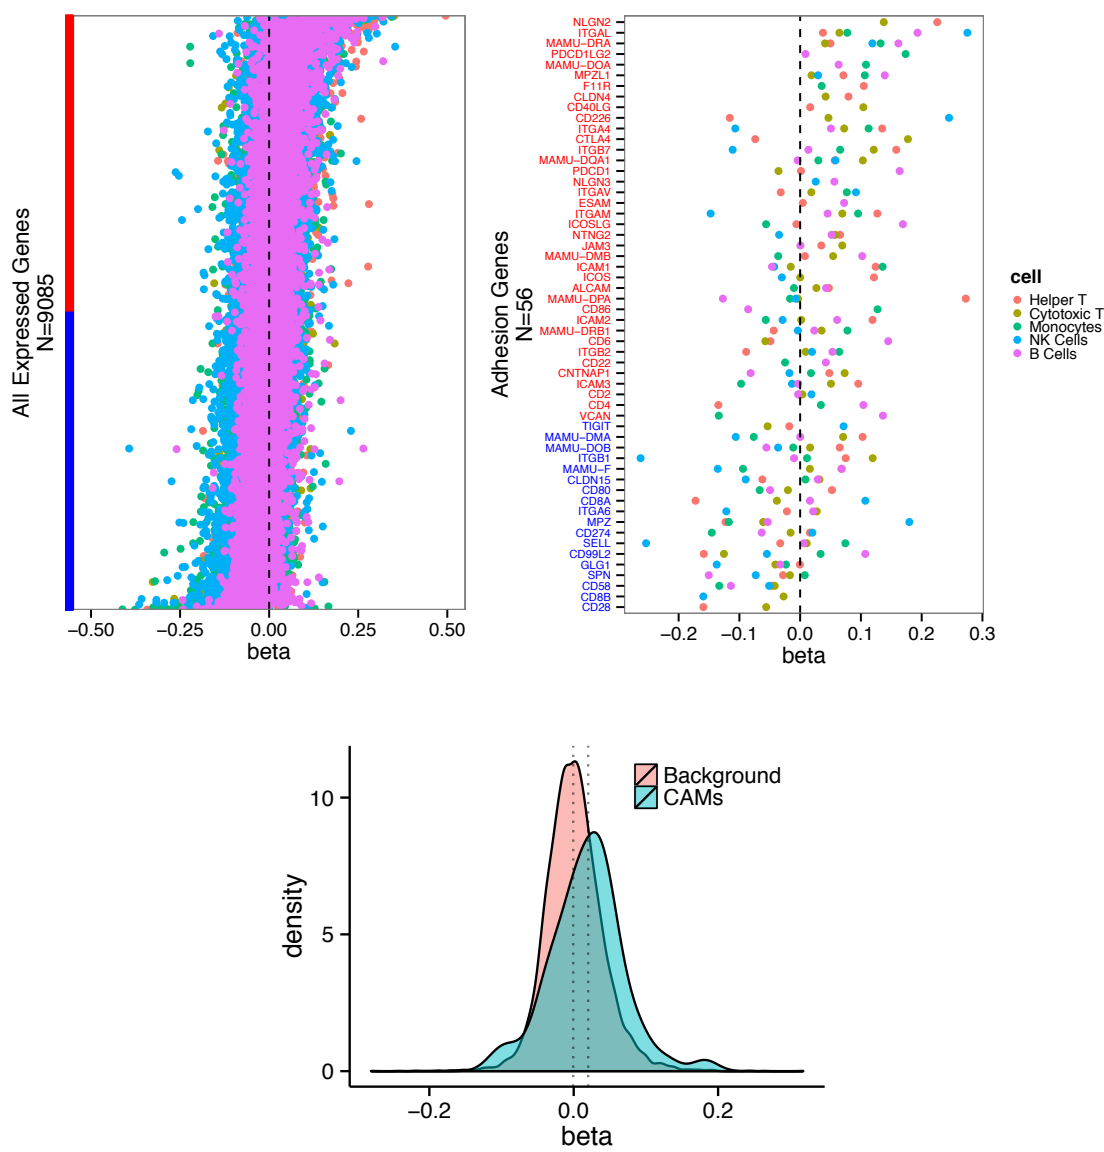 All Expressed Genes
N=9085
−0.50
−0.25
0.00
0.25
0.50
beta
Adhesion Genes
N=56
NLGN2
ITGAL
MAMU−DRA
PDCD1LG2
MAMU−DOA
MPZL1
F11R
CLDN4
CD40LG
CD226
ITGA4
CTLA4
ITGB7
MAMU−DQA1
PDCD1
NLGN3
ITGAV
ESAM
ITGAM
ICOSLG
NTNG2
JAM3
MAMU−DMB
ICAM1
ICOS
ALCAM
MAMU−DPA
CD86
ICAM2
MAMU−DRB1
CD6
ITGB2
CD22
CNTNAP1
ICAM3
CD2
CD4
VCAN
TIGIT
MAMU−DMA
MAMU−DOB
ITGB1
MAMU−F
CLDN15
CD80
CD8A
ITGA6
MPZ
CD274
SELL
CD99L2
GLG1
SPN
CD58
CD8B
CD28
−0.2
−0.1
0.0
0.1
0.2
0.3
beta
cell
Helper T
Cytotoxic T
Monocytes
NK Cells
B Cells
density
10
5
0
Background
CAMs
−0.2
0.0
0.2
beta